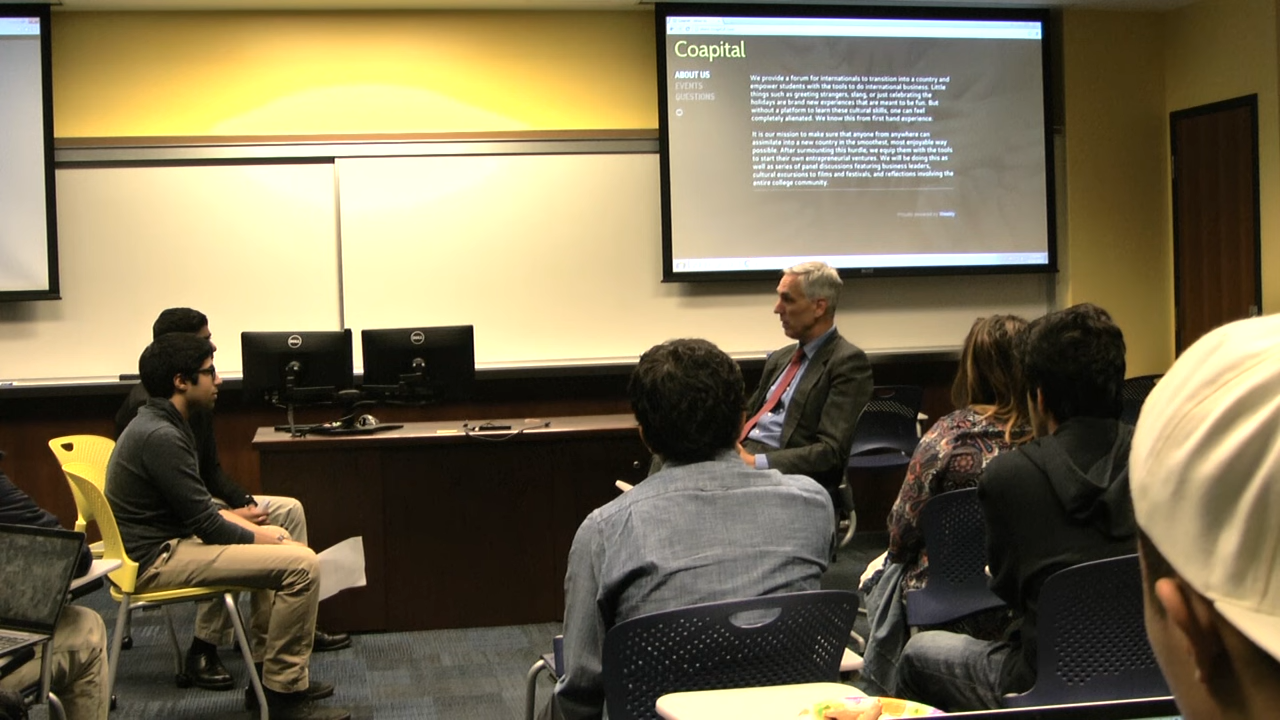 Coapital
ABOUT US
EVENTS
QUESTIONS
We provide a forum for internationals to transition into a country and
empower students with the tools to do international business. Little
things such as greeting strangers, slang, or just celebrating the
holidays are brand new experiences that are meant to be fun. But
without a platform to learn these cultural skills, one can feel
completely alienated. We know this from first hand experience.
It is our mission to make sure that anyone from anywhere can
assimilate into a new country in the smoothest, most enjoyable way
possible. After surmounting this hurdle, we equip them with the tools
to start their own entrepreneurial ventures. We will be doing this as
well as series of panel discussions featuring business leaders,
cultural excursions to films and festivals, and reflections involving the
entire college community.
Proudly powered by Weebly
DELL
DELL